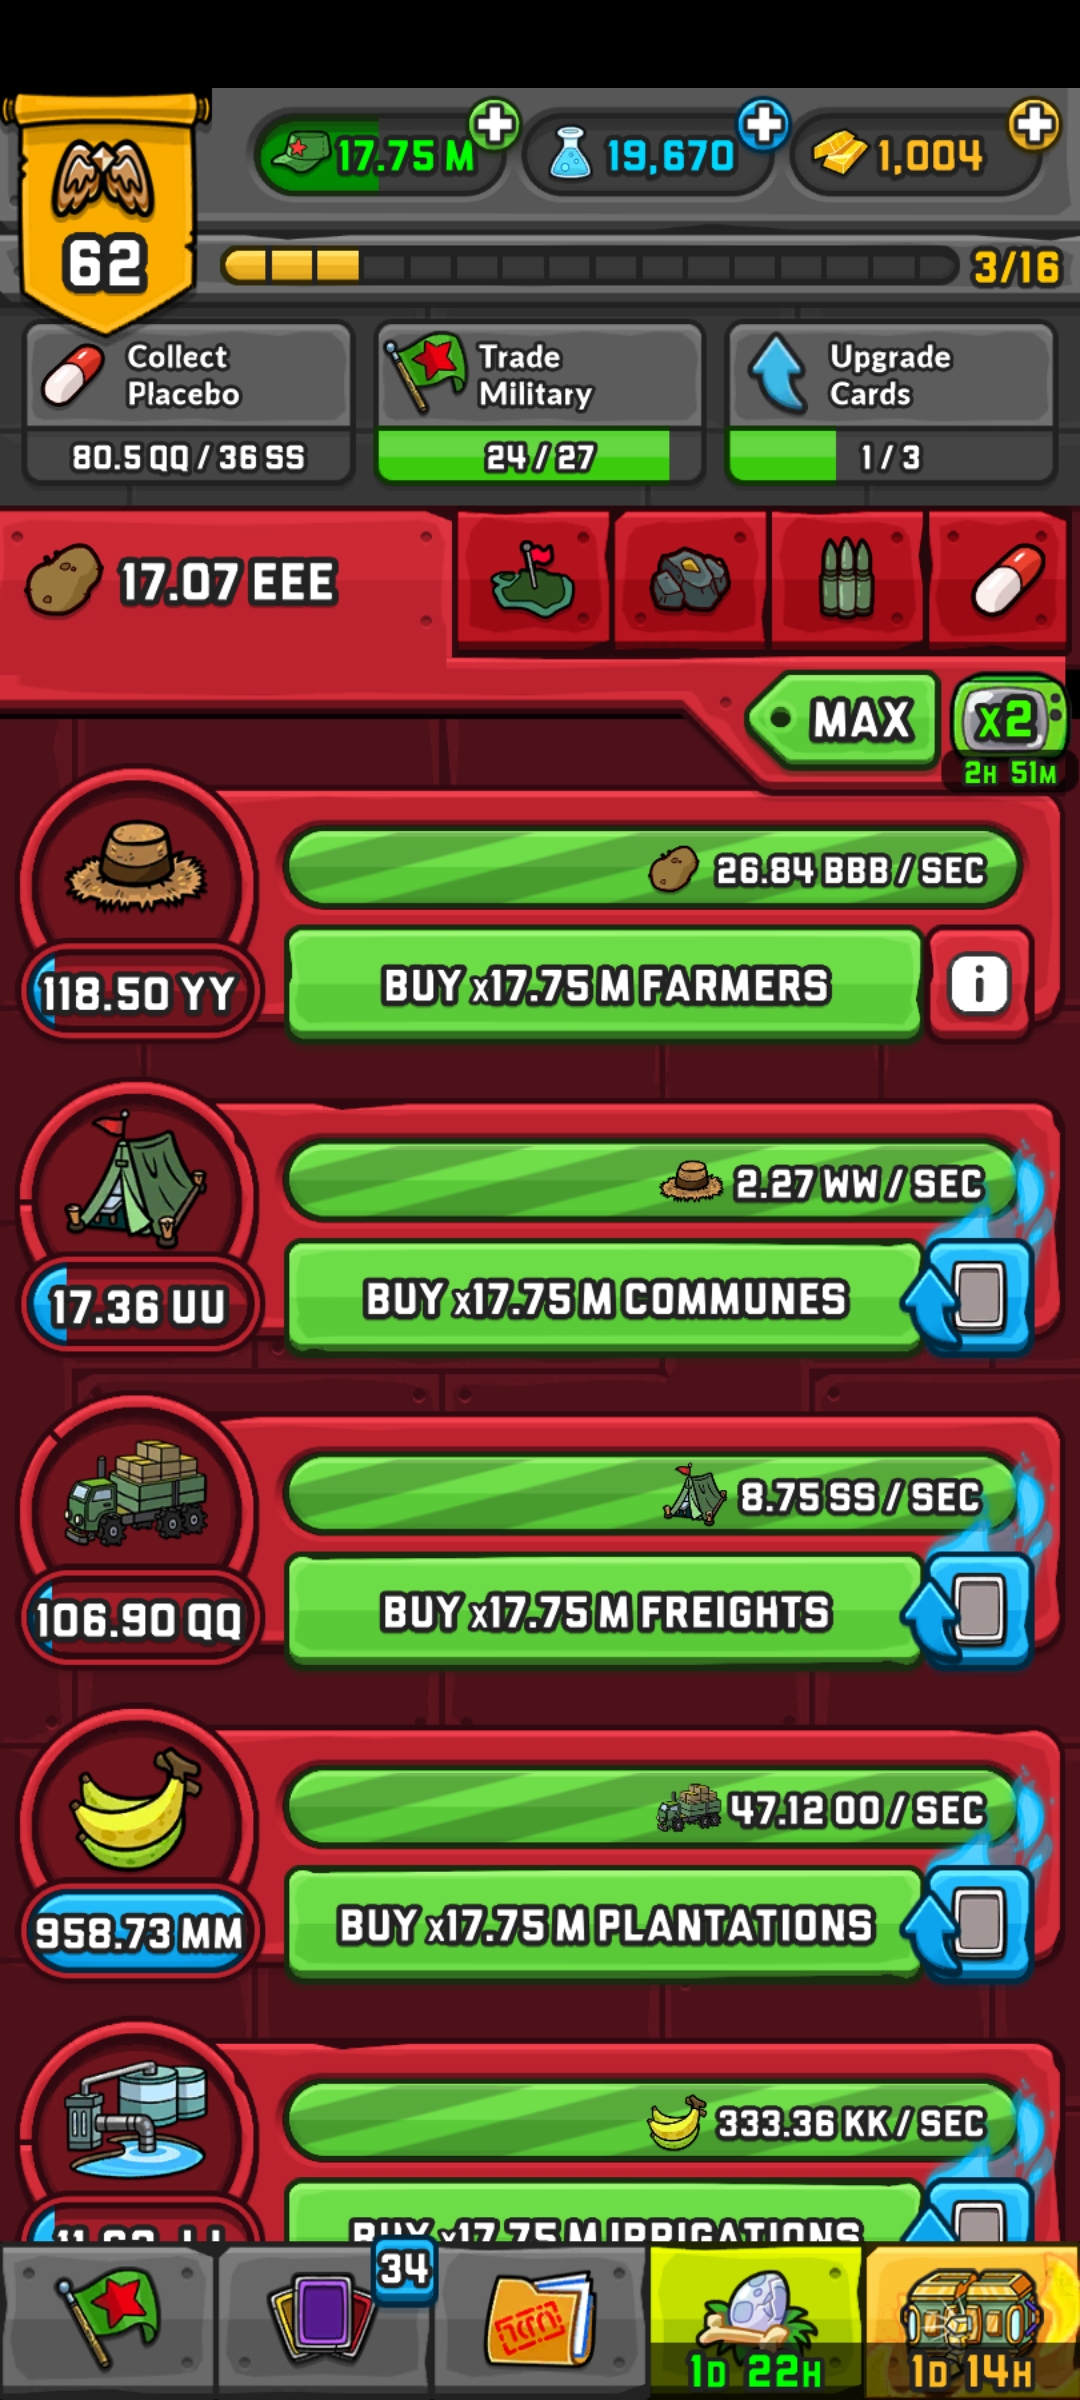 17.75 M
19,670
1,004
62
3/16
Collect
Placebo
80.5 QQ / 36 SS
Trade
Military
24 / 27
Upgrade
Cards
1 / 3
17.07 EEE
MAX
x2
2H 51M
26.84 BBB / SEC
118.50 YY
BUY x17.75 M FARMERS
i
2.27 WW / SEC
17.36 UU
BUY x17.75 M COMMUNES
8.75 SS / SEC
106.90 QQ
BUY x17.75 M FREIGHTS
47.12 OO / SEC
958.73 MM
BUY x17.75 M PLANTATIONS
333.36 KK / SEC
BUY x17.75 M IRRIGATIONS
34
1D 22H
1D 14H